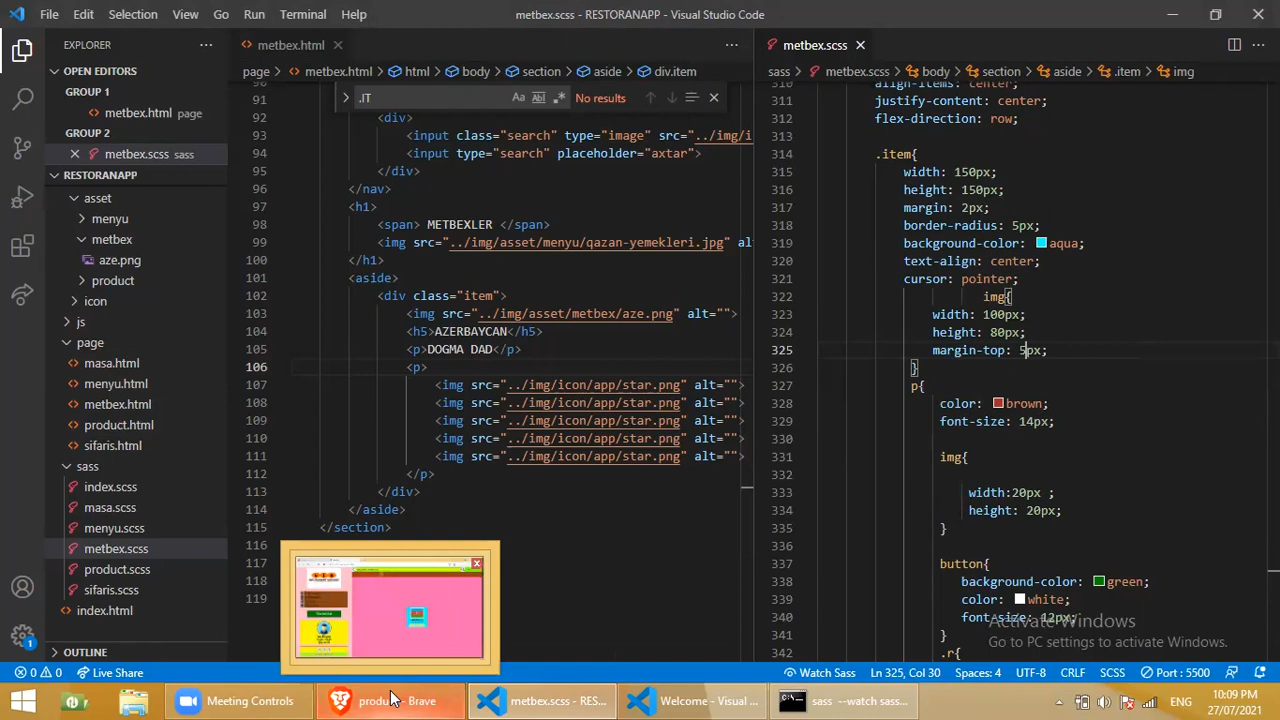 File Edit Selection View Go Run Terminal Help
metbex.scss - RESTORANAPP - Visual Studio Code
EXPLORER
OPEN EDITORS
GROUP 1
metbex.html page
GROUP 2
metbex.scss sass
RESTORANAPP
asset
menyu
metbex
aze.png
product
icon
js
page
masa.html
menyu.html
metbex.html
product.html
sifaris.html
sass
index.scss
masa.scss
menyu.scss
metbex.scss
product.scss
sifaris.scss
index.html
OUTLINE
metbex.html
page > metbex.html > html > body > section > aside > div.item
.IT Aa Abl .* No results
91
92 <div>
93 <input class="search" type="image" src="../img/i
94 <input type="search" placeholder="axtar">
95 </div>
96 </nav>
97 <h1>
98 <span> METBEXLER </span>
99 <img src="../img/asset/menyu/qazan-yemekleri.jpg" alt
100 </h1>
101 <aside>
102 <div class="item">
103 <img src="../img/asset/metbex/aze.png" alt="">
104 <h5>AZERBAYCAN</h5>
105 <p>DOGMA DAD</p>
106 <p>
107 <img src="../img/icon/app/star.png" alt="">
108 <img src="../img/icon/app/star.png" alt="">
109 <img src="../img/icon/app/star.png" alt="">
110 <img src="../img/icon/app/star.png" alt="">
111 <img src="../img/icon/app/star.png" alt="">
112 </p>
113 </div>
114 </aside>
115 </section>
116
117
118
119
metbex.scss
sass > metbex.scss > body > section > aside > .item > img
310 align-items: center;
311 justify-content: center;
312 flex-direction: row;
313
314 .item{
315 width: 150px;
316 height: 150px;
317 margin: 2px;
318 border-radius: 5px;
319 background-color: aqua;
320 text-align: center;
321 cursor: pointer;
322 img{
323 width: 100px;
324 height: 80px;
325 margin-top: 5px;
326 }
327 p{
328 color: brown;
329 font-size: 14px;
330
331 img{
332
333 width:20px ;
334 height: 20px;
335 }
336
337 button{
338 background-color: green;
339 color: white;
340 font-size: 12px;
341 }
342 .r{
Activate Windows
Go to PC settings to activate Windows.
0 0 Live Share
Watch Sass Ln 325, Col 24 Spaces: 4 UTF-8 CRLF SCSS Port : 5500
1
Meeting Controls
produ Brave
metbex.scss - RES...
Welcome - Visual ...
sass --watch sass...
ENG
10:09 PM
27/07/2021